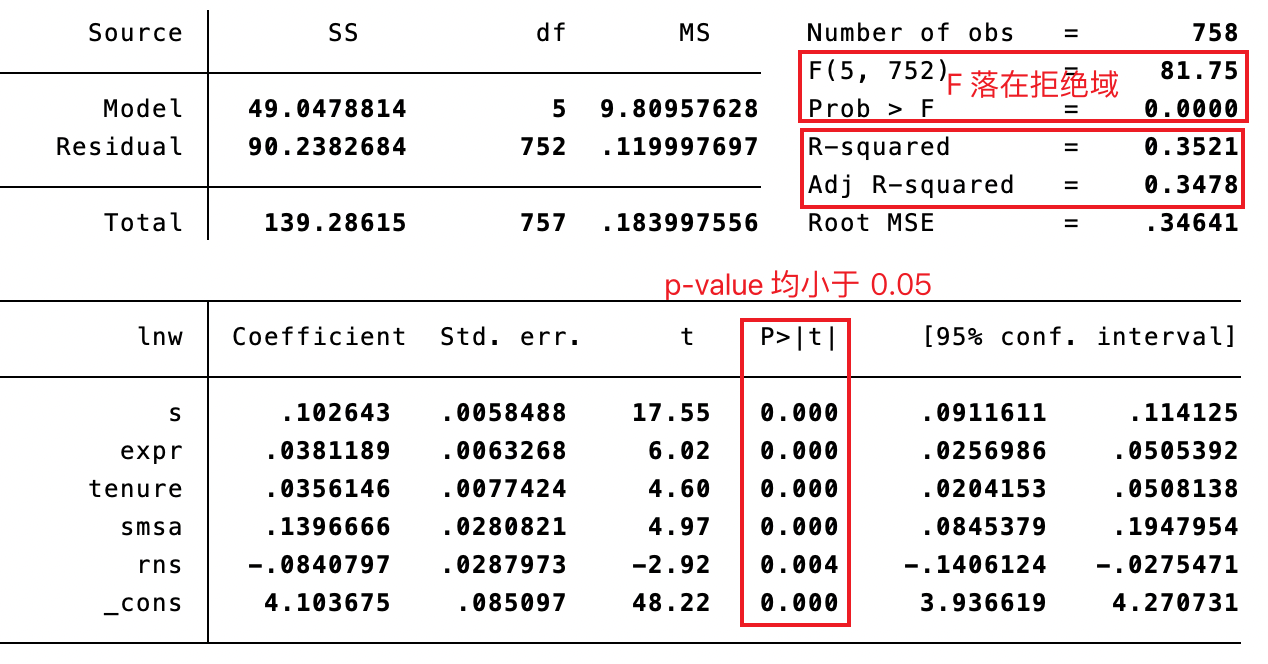 Source SS df MS Number of obs = 758
F(5, 752) = 81.75
F 落在拒绝域
Model 49.0478814 5 9.80957628 Prob > F = 0.0000
Residual 90.2382684 752 .119997697 R-squared = 0.3521
Adj R-squared = 0.3478
Total 139.28615 757 .183997556 Root MSE = .34641
p-value 均小于 0.05
lnw Coefficient Std. err. t P>|t| [95% conf. interval]
s .102643 .0058488 17.55 0.000 .0911611 .114125
expr .0381189 .0063268 6.02 0.000 .0256986 .0505392
tenure .0356146 .0077424 4.60 0.000 .0204153 .0508138
smsa .1396666 .0280821 4.97 0.000 .0845379 .1947954
rns -.0840797 .0287973 -2.92 0.004 -.1406124 -.0275471
_cons 4.103675 .085097 48.22 0.000 3.936619 4.270731